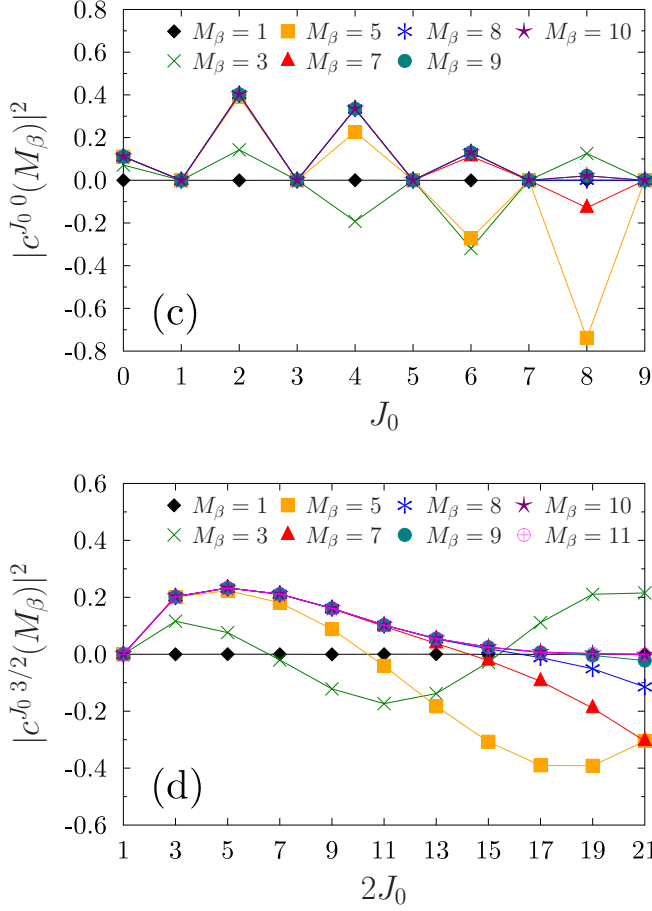 0.8
0.6
0.4
0.2
0.0
-0.2
-0.4
-0.6
-0.8
|c^{J_0 0}(M_β)|^2
M_β = 1 M_β = 5 M_β = 8 M_β = 10
M_β = 3 M_β = 7 M_β = 9
(c)
0 1 2 3 4 5 6 7 8 9
J_0
0.6
0.4
0.2
0.0
-0.2
-0.4
-0.6
|c^{J_0 3/2}(M_β)|^2
M_β = 1 M_β = 5 M_β = 8 M_β = 10
M_β = 3 M_β = 7 M_β = 9 M_β = 11
(d)
1 3 5 7 9 11 13 15 17 19 21
2J_0